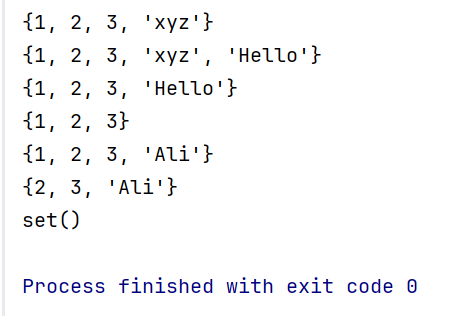 {1, 2, 3, 'xyz'}
{1, 2, 3, 'xyz', 'Hello'}
{1, 2, 3, 'Hello'}
{1, 2, 3}
{1, 2, 3, 'Ali'}
{2, 3, 'Ali'}
set()
Process finished with exit code 0